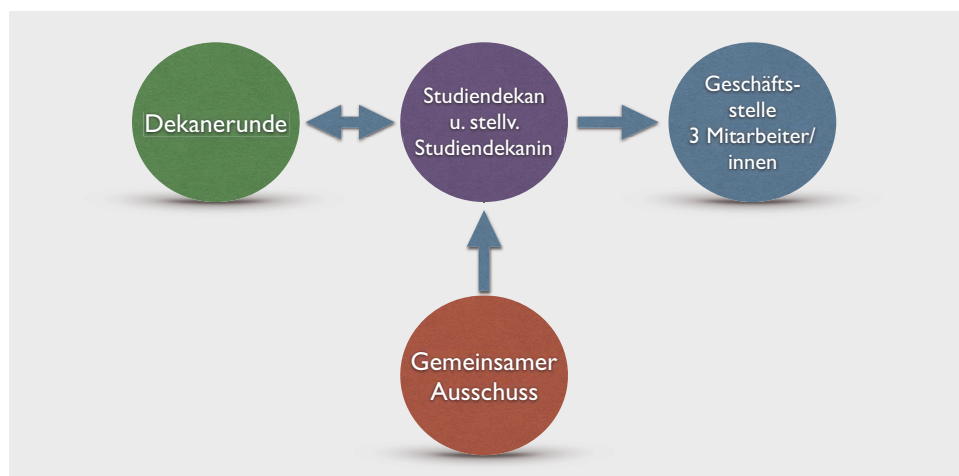 Dekanerunde
Studiendekan
u. stellv.
Studiendekanin
Geschäfts-
stelle
3 Mitarbeiter/
innen
Gemeinsamer
Ausschuss